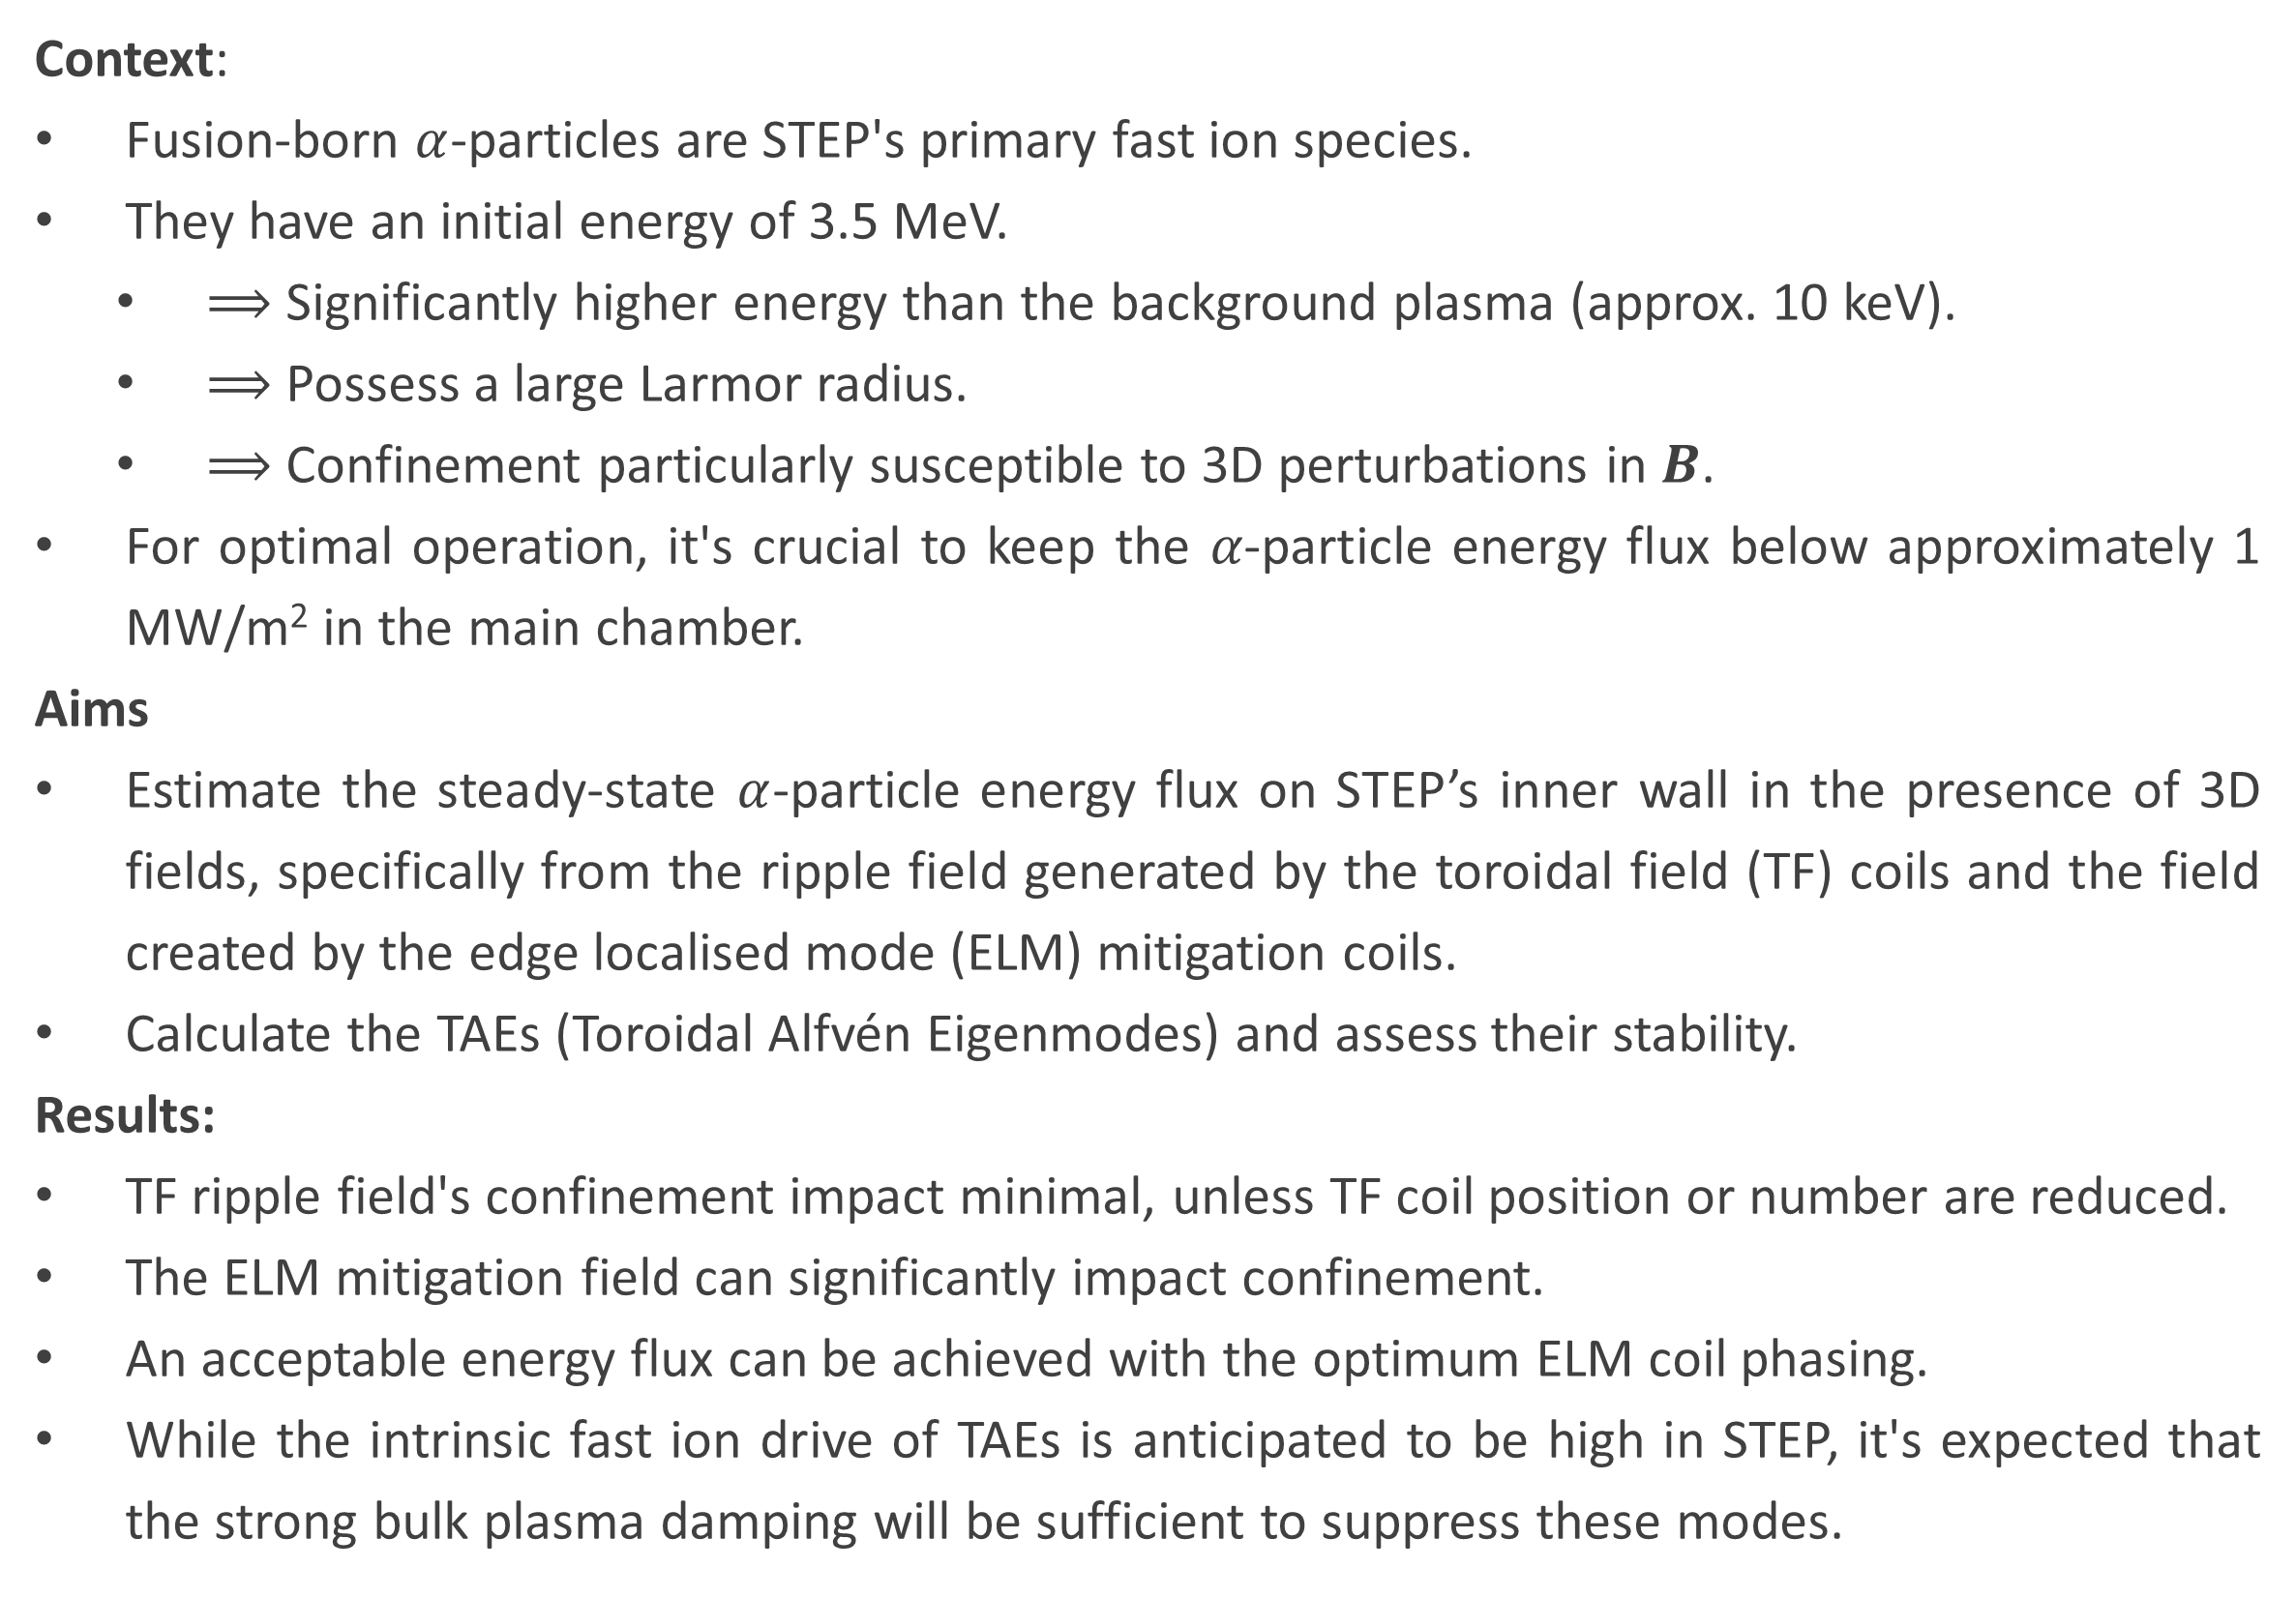 Context:
• Fusion-born α-particles are STEP's primary fast ion species.
• They have an initial energy of 3.5 MeV.
• ⟹ Significantly higher energy than the background plasma (approx. 10 keV).
• ⟹ Possess a large Larmor radius.
• ⟹ Confinement particularly susceptible to 3D perturbations in B.
• For optimal operation, it's crucial to keep the α-particle energy flux below approximately 1
MW/m² in the main chamber.
Aims
• Estimate the steady-state α-particle energy flux on STEP’s inner wall in the presence of 3D
fields, specifically from the ripple field generated by the toroidal field (TF) coils and the field
created by the edge localised mode (ELM) mitigation coils.
• Calculate the TAEs (Toroidal Alfvén Eigenmodes) and assess their stability.
Results:
• TF ripple field's confinement impact minimal, unless TF coil position or number are reduced.
• The ELM mitigation field can significantly impact confinement.
• An acceptable energy flux can be achieved with the optimum ELM coil phasing.
• While the intrinsic fast ion drive of TAEs is anticipated to be high in STEP, it's expected that
the strong bulk plasma damping will be sufficient to suppress these modes.